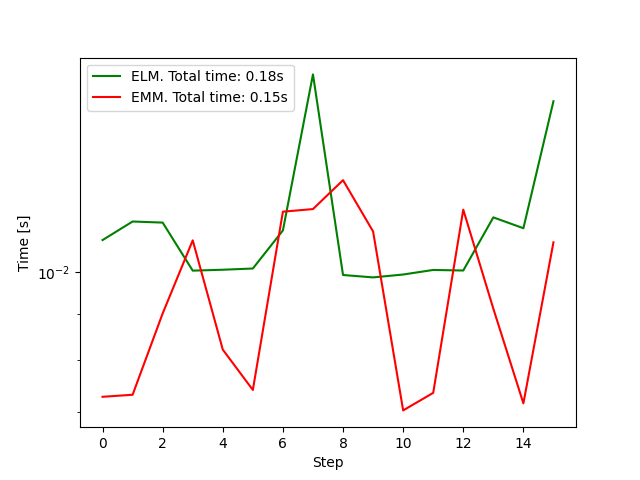 ELM. Total time: 0.18s
EMM. Total time: 0.15s
Time [s]
10⁻²
0 2 4 6 8 10 12 14
Step